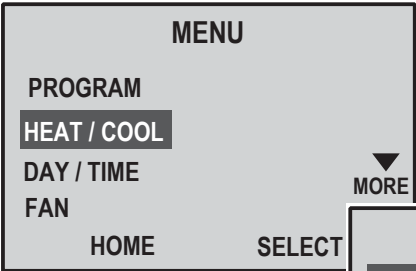 MENU
PROGRAM
HEAT / COOL
DAY / TIME
MORE
FAN
HOME SELECT